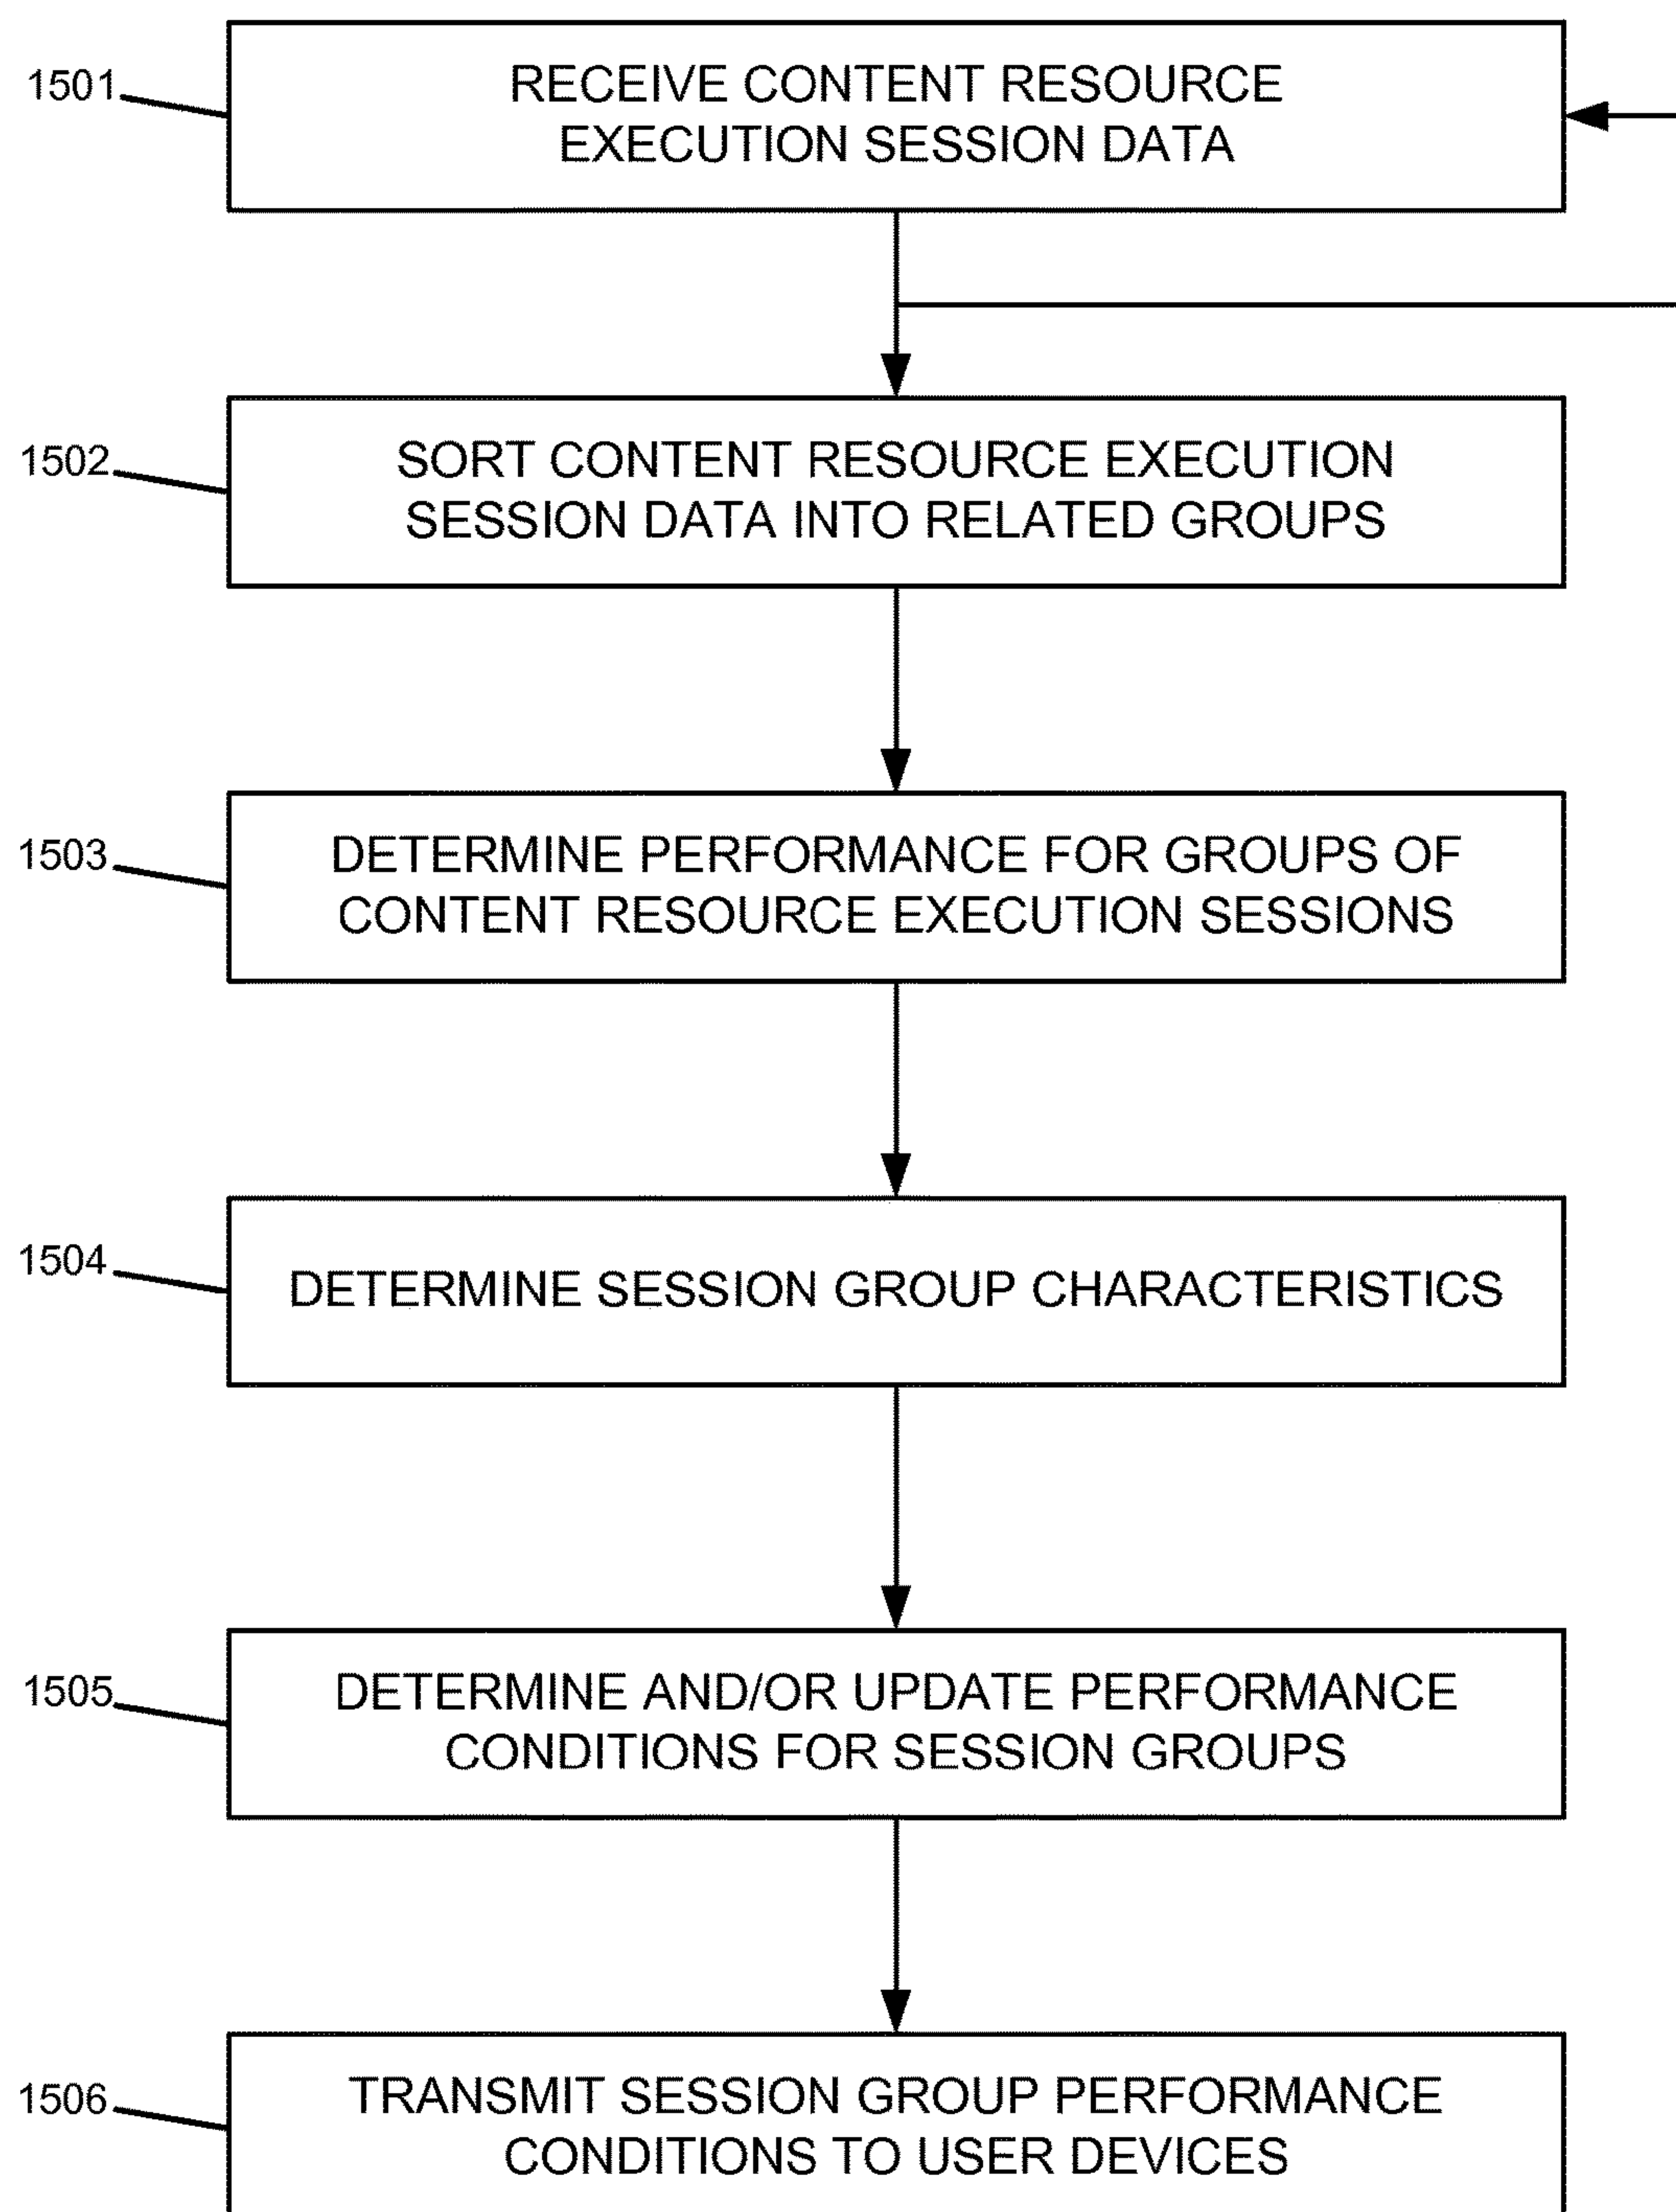 1501
RECEIVE CONTENT RESOURCE
EXECUTION SESSION DATA
1502
SORT CONTENT RESOURCE EXECUTION
SESSION DATA INTO RELATED GROUPS
1503
DETERMINE PERFORMANCE FOR GROUPS OF
CONTENT RESOURCE EXECUTION SESSIONS
1504
DETERMINE SESSION GROUP CHARACTERISTICS
1505
DETERMINE AND/OR UPDATE PERFORMANCE
CONDITIONS FOR SESSION GROUPS
1506
TRANSMIT SESSION GROUP PERFORMANCE
CONDITIONS TO USER DEVICES